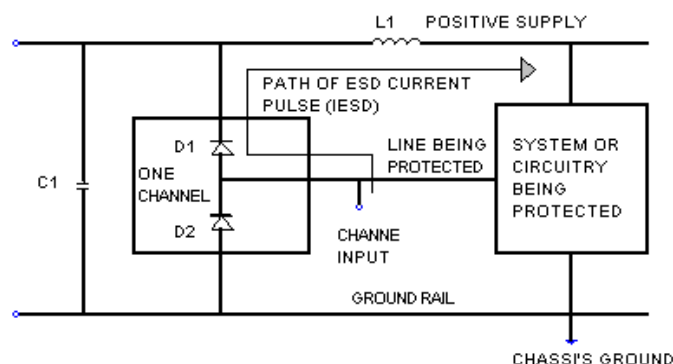 L1 POSITIVE SUPPLY
PATH OF ESD CURRENT
PULSE (IESD)
D1
ONE
CHANNEL
D2
C1
LINE BEING
PROTECTED
SYSTEM OR
CIRCUITRY
BEING
PROTECTED
CHANNE
INPUT
GROUND RAIL
CHASSI'S GROUND